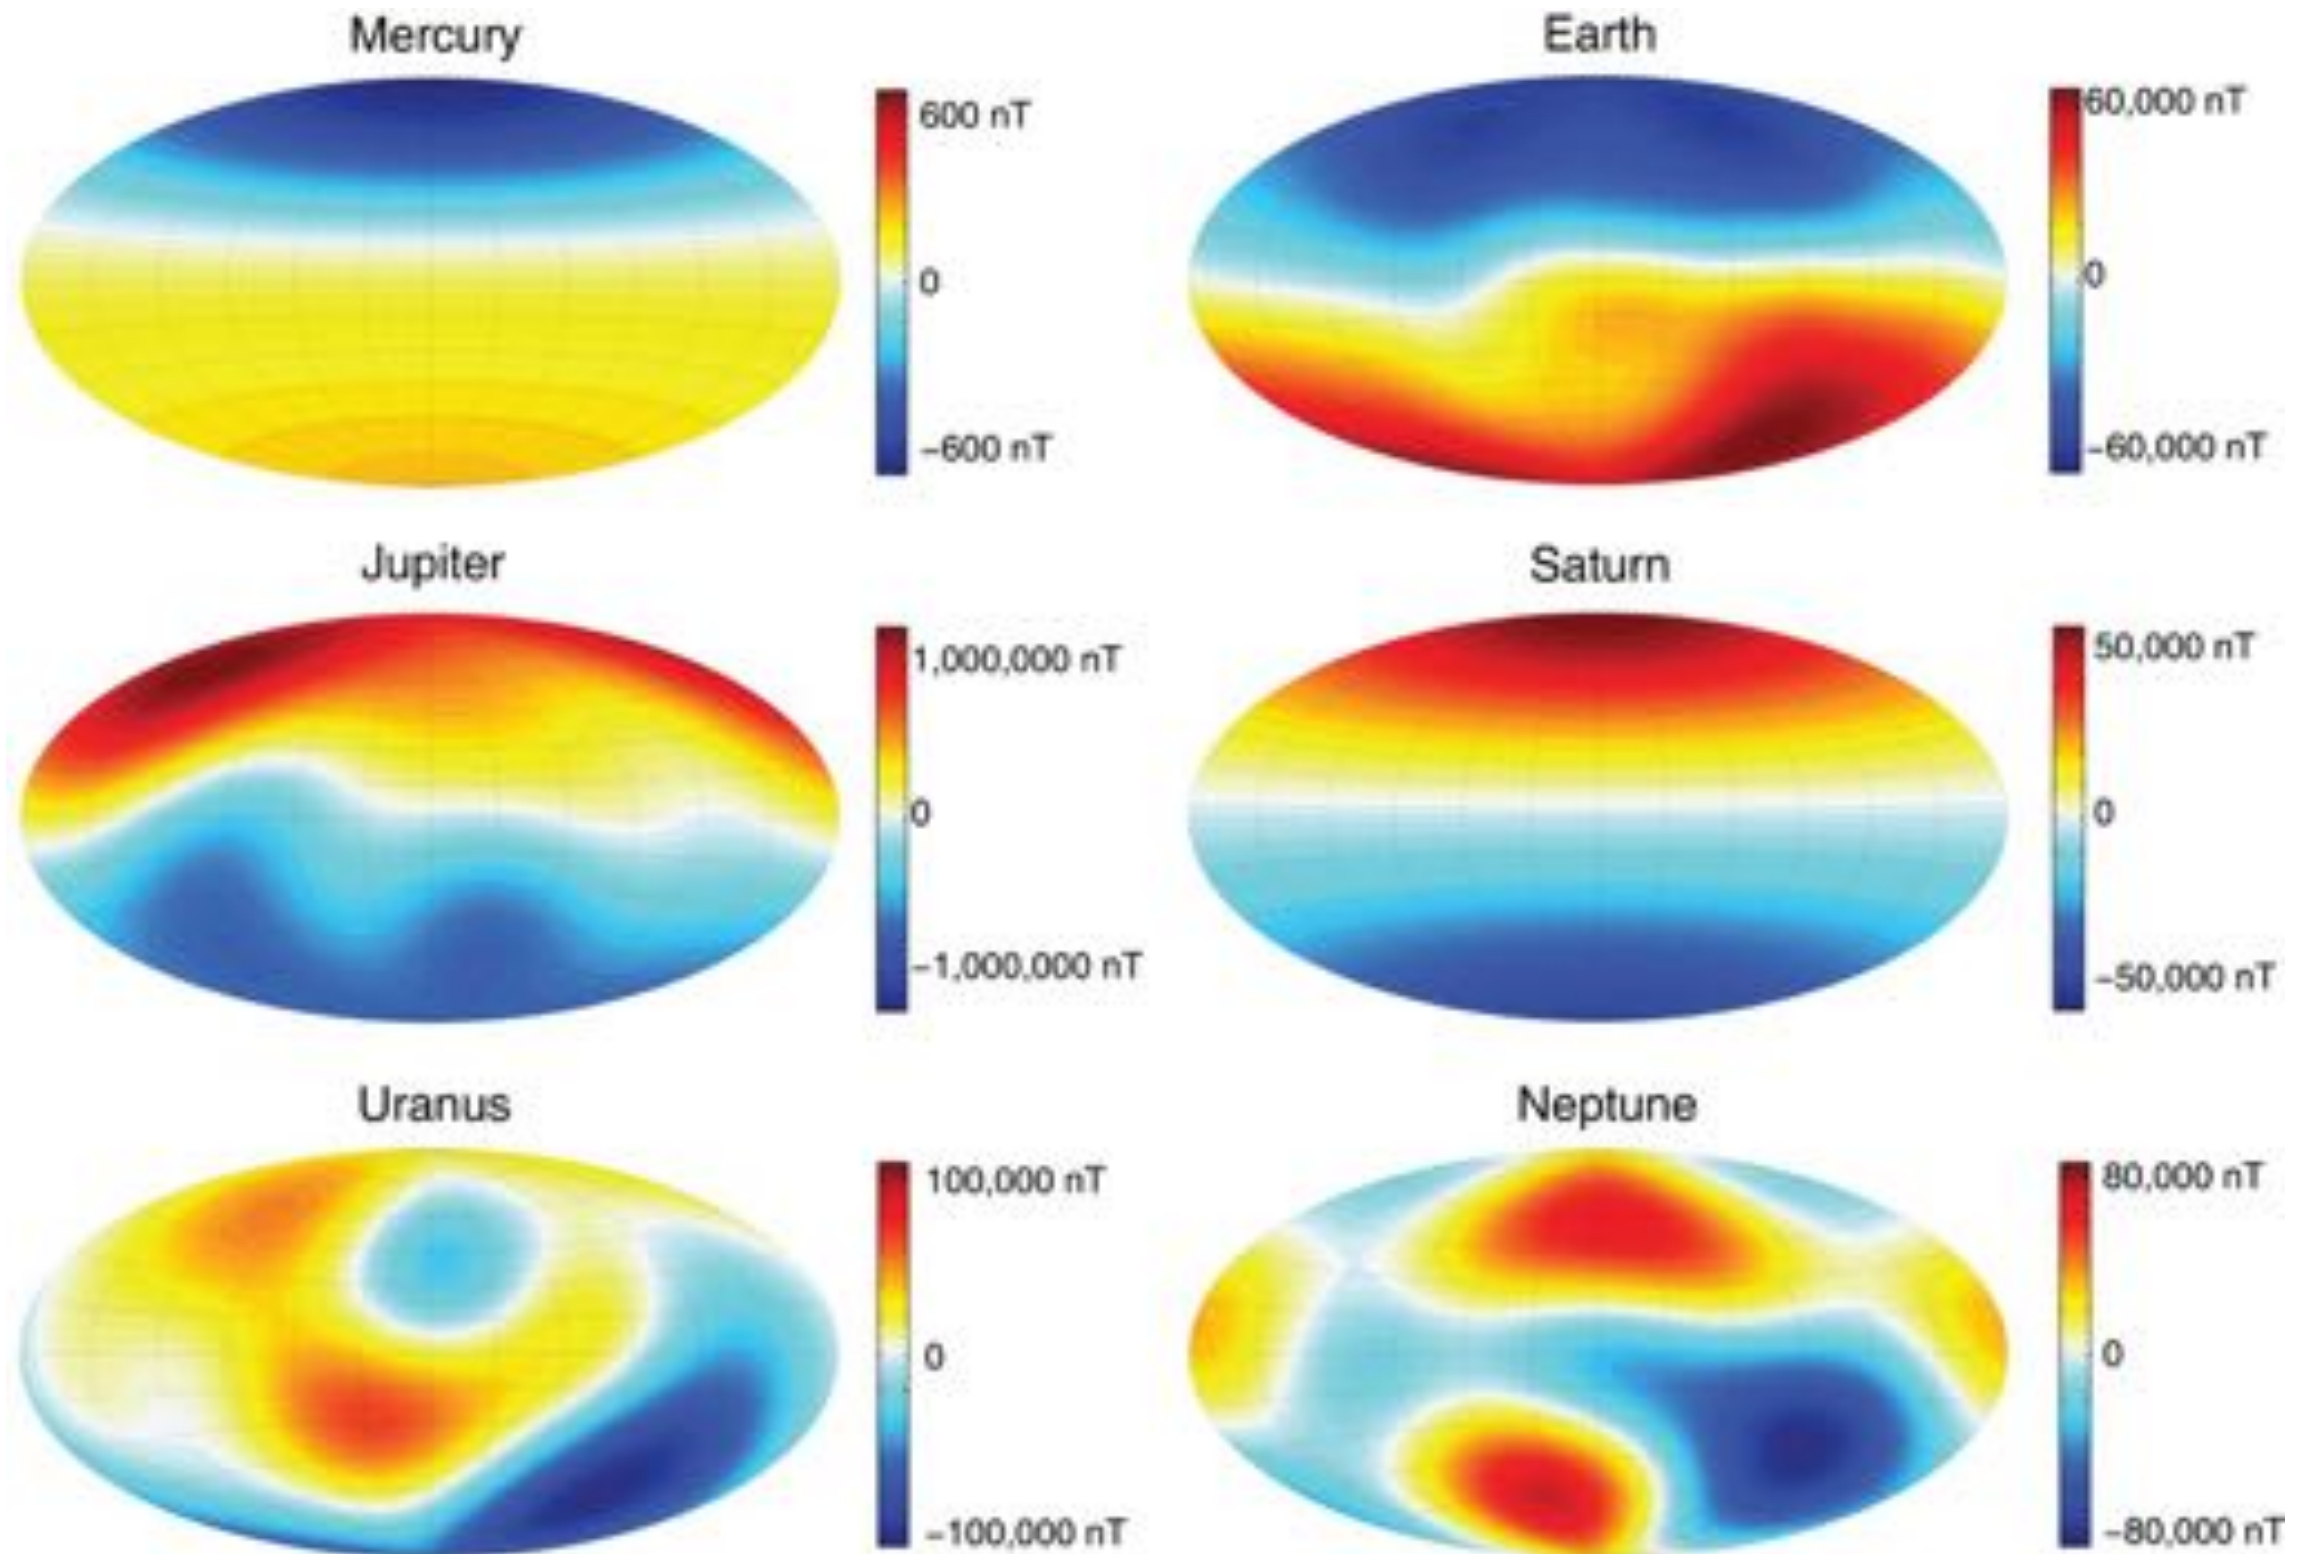 Mercury
600 nT
0
−600 nT
Earth
60,000 nT
0
−60,000 nT
Jupiter
1,000,000 nT
0
−1,000,000 nT
Saturn
50,000 nT
0
−50,000 nT
Uranus
100,000 nT
0
−100,000 nT
Neptune
80,000 nT
0
−80,000 nT